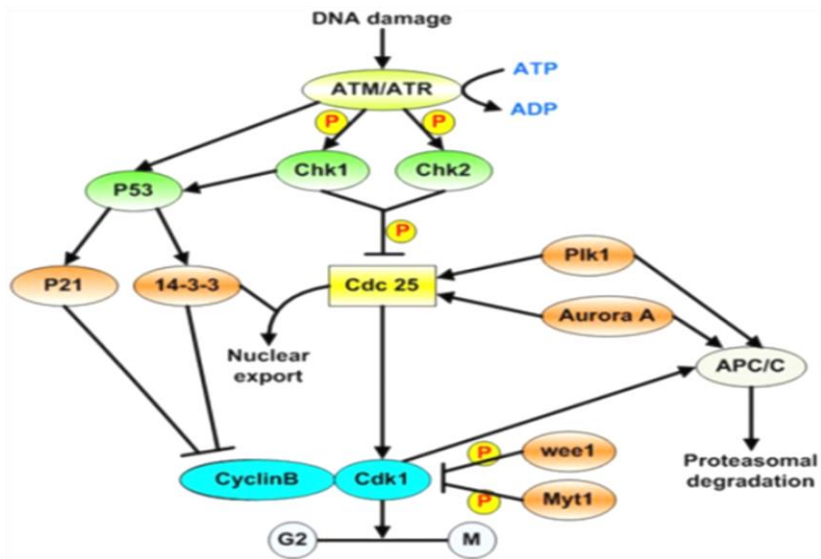 DNA damage
ATP
ATM/ATR
ADP
P
P
Chk1
Chk2
P53
P
Plk1
P21
14-3-3
Cdc 25
Aurora A
Nuclear
export
APC/C
wee1
P
Proteasomal
degradation
CyclinB
Cdk1
Myt1
P
G2
M